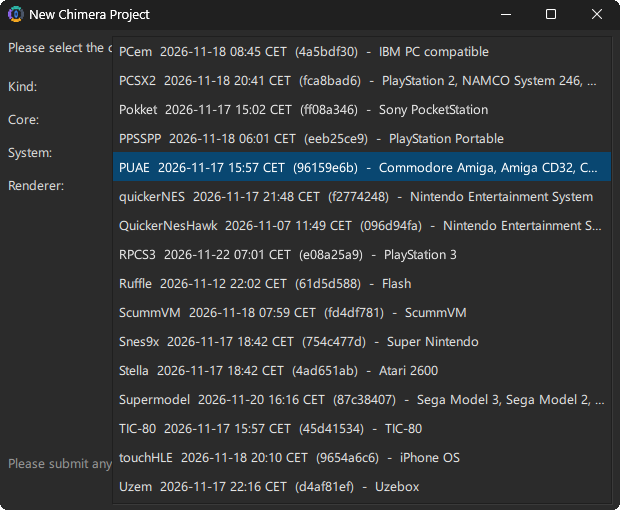 New Chimera Project
Please select the c
PCem 2026-11-18 08:45 CET (4a5bdf30) - IBM PC compatible
PCSX2 2026-11-18 20:41 CET (fca8bad6) - PlayStation 2, NAMCO System 246, ...
Kind:
Pokket 2026-11-17 15:02 CET (ff08a346) - Sony PocketStation
Core:
PPSSPP 2026-11-18 06:01 CET (eeb25ce9) - PlayStation Portable
System:
PUAE 2026-11-17 15:57 CET (96159e6b) - Commodore Amiga, Amiga CD32, C...
Renderer:
quickerNES 2026-11-17 21:48 CET (f2774248) - Nintendo Entertainment System
QuickerNesHawk 2026-11-07 11:49 CET (096d94fa) - Nintendo Entertainment S...
RPCS3 2026-11-22 07:01 CET (e08a25a9) - PlayStation 3
Ruffle 2026-11-12 22:02 CET (61d5d588) - Flash
ScummVM 2026-11-18 07:59 CET (fd4df781) - ScummVM
Snes9x 2026-11-17 18:42 CET (754c477d) - Super Nintendo
Stella 2026-11-17 18:42 CET (4ad651ab) - Atari 2600
Supermodel 2026-11-20 16:16 CET (87c38407) - Sega Model 3, Sega Model 2, ...
TIC-80 2026-11-17 15:57 CET (45d41534) - TIC-80
Please submit any
touchHLE 2026-11-18 20:10 CET (9654a6c6) - iPhone OS
Uzem 2026-11-17 22:16 CET (d4af81ef) - Uzebox